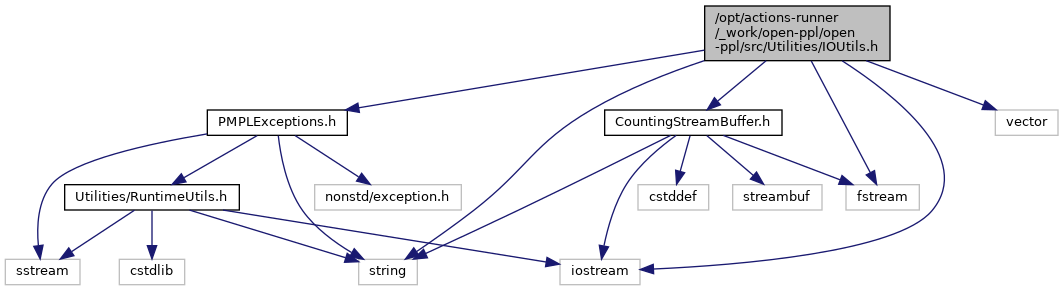 /opt/actions-runner
/_work/open-ppl/open
-ppl/src/Utilities/IOUtils.h
PMPLExceptions.h
CountingStreamBuffer.h
vector
Utilities/RuntimeUtils.h
nonstd/exception.h
cstddef
streambuf
fstream
sstream
cstdlib
string
iostream